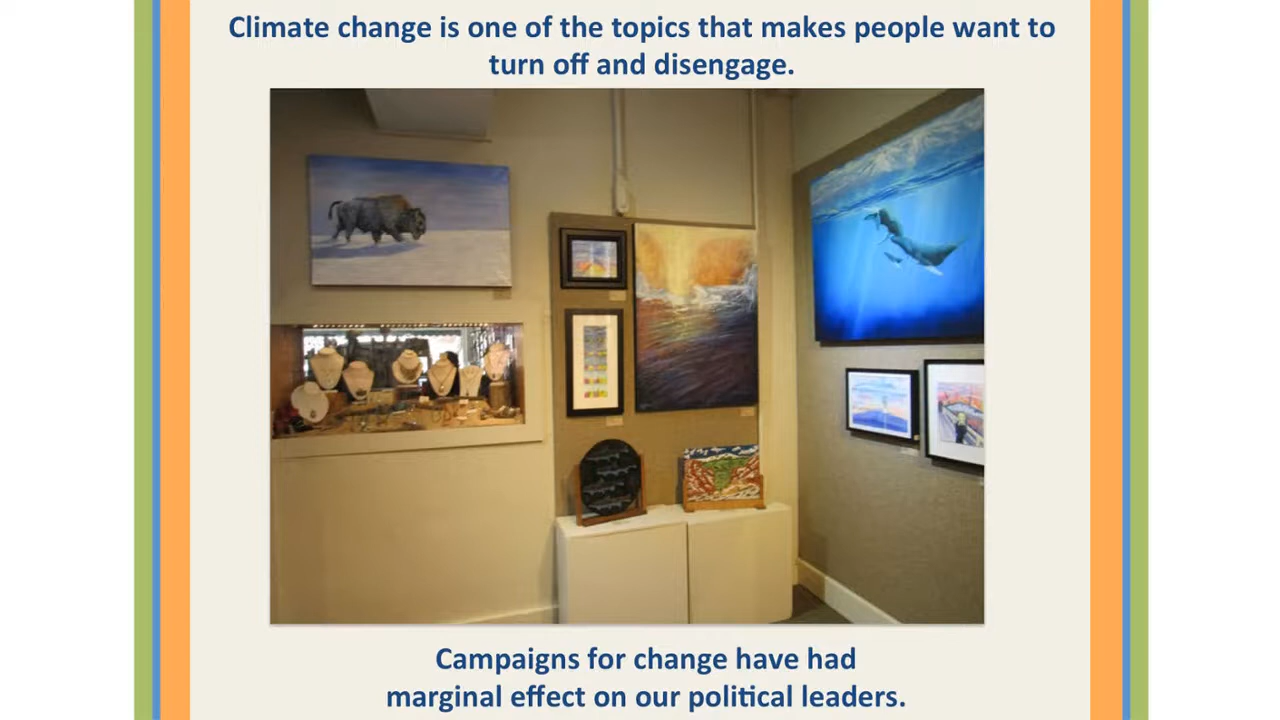 Climate change is one of the topics that makes people want to
turn off and disengage.
Campaigns for change have had
marginal effect on our political leaders.